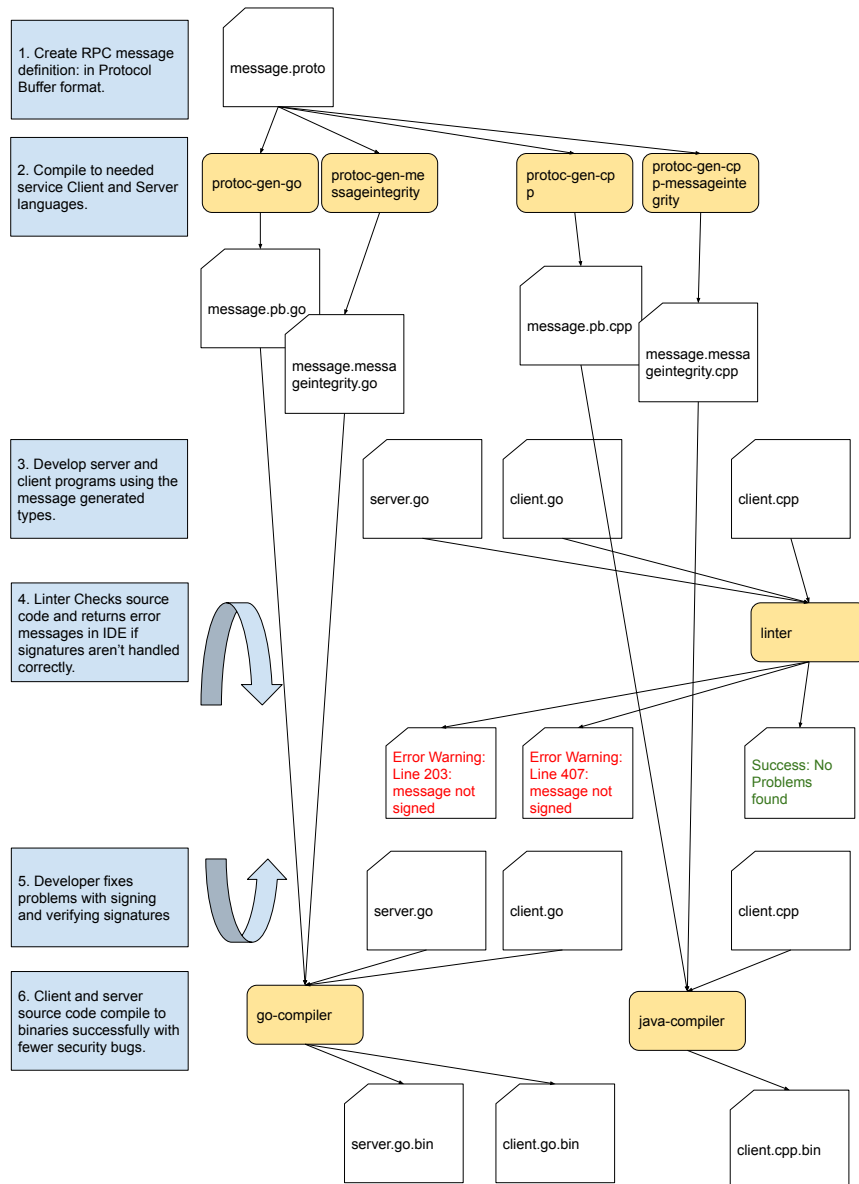 1. Create RPC message
definition: in Protocol
Buffer format.
message.proto
2. Compile to needed
service Client and Server
languages.
protoc-gen-go
protoc-gen-me
ssageintegrity
protoc-gen-cp
p
protoc-gen-cp
p-messageinte
grity
message.pb.go
message.messa
geintegrity.go
message.pb.cpp
message.messa
geintegrity.cpp
3. Develop server and
client programs using the
message generated
types.
server.go
client.go
client.cpp
4. Linter Checks source
code and returns error
messages in IDE if
signatures aren't handled
correctly.
linter
Error Warning:
Line 203:
message not
signed
Error Warning:
Line 407:
message not
signed
Success: No
Problems
found
5. Developer fixes
problems with signing
and verifying signatures
server.go
client.go
client.cpp
6. Client and server
source code compile to
binaries successfully with
fewer security bugs.
go-compiler
java-compiler
server.go.bin
client.go.bin
client.cpp.bin